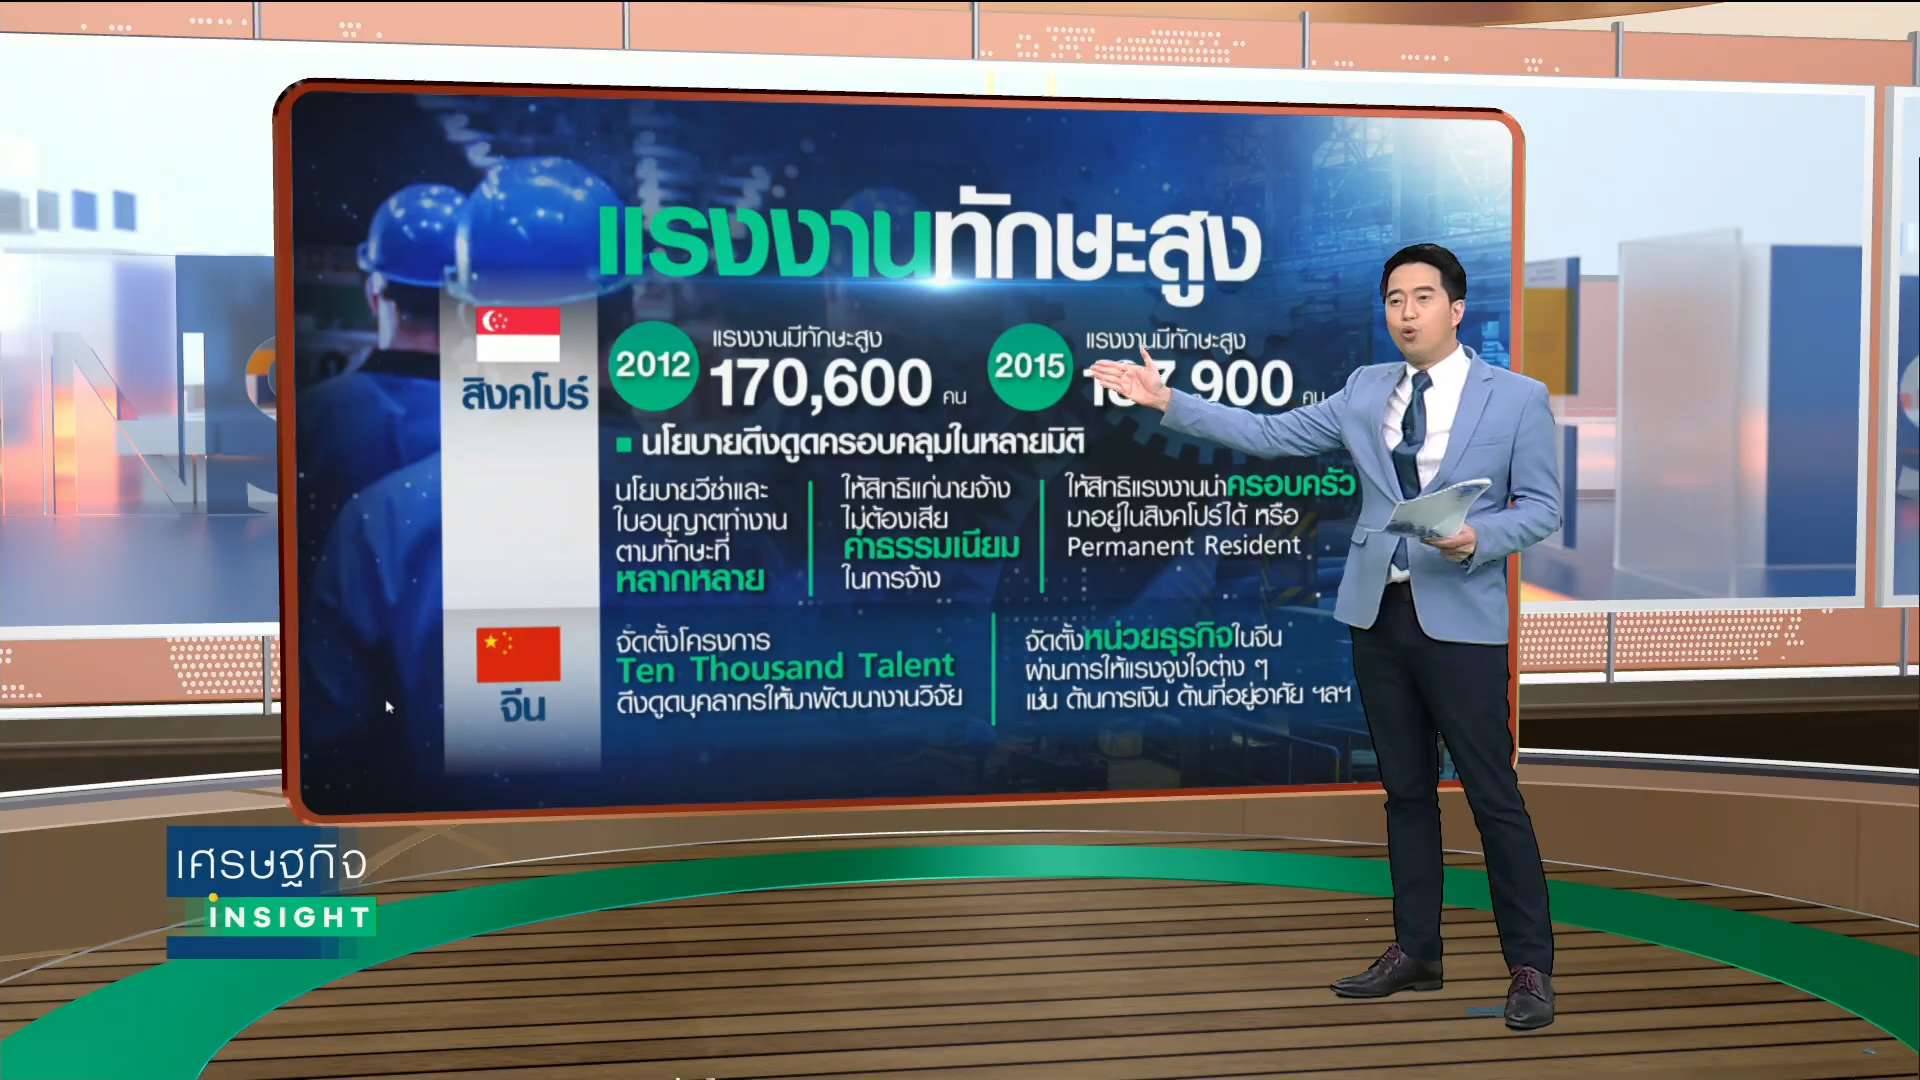 แรงงานทักษะสูง
สิงคโปร์
2012
แรงงานมีทักษะสูง
170,600 คน
2015
แรงงานมีทักษะสูง
นโยบายดึงดูดครอบคลุมในหลายมิติ
นโยบายวีซ่าและ
ใบอนุญาตทำงาน
ตามทักษะที่
หลากหลาย
ให้สิทธิแก่นายจ้าง
ไม่ต้องเสีย
ค่าธรรมเนียม
ในการจ้าง
ให้สิทธิแรงงานนำครอบครัว
มาอยู่ในสิงคโปร์ได้ หรือ
Permanent Resident
จีน
จัดตั้งโครงการ
Ten Thousand Talent
ดึงดูดบุคลากรให้มาพัฒนางานวิจัย
จัดตั้งหน่วยธุรกิจในจีน
ผ่านการให้แรงจูงใจต่าง ๆ
เช่น ด้านการเงิน ด้านที่อยู่อาศัย ฯลฯ
เศรษฐกิจ
INSIGHT